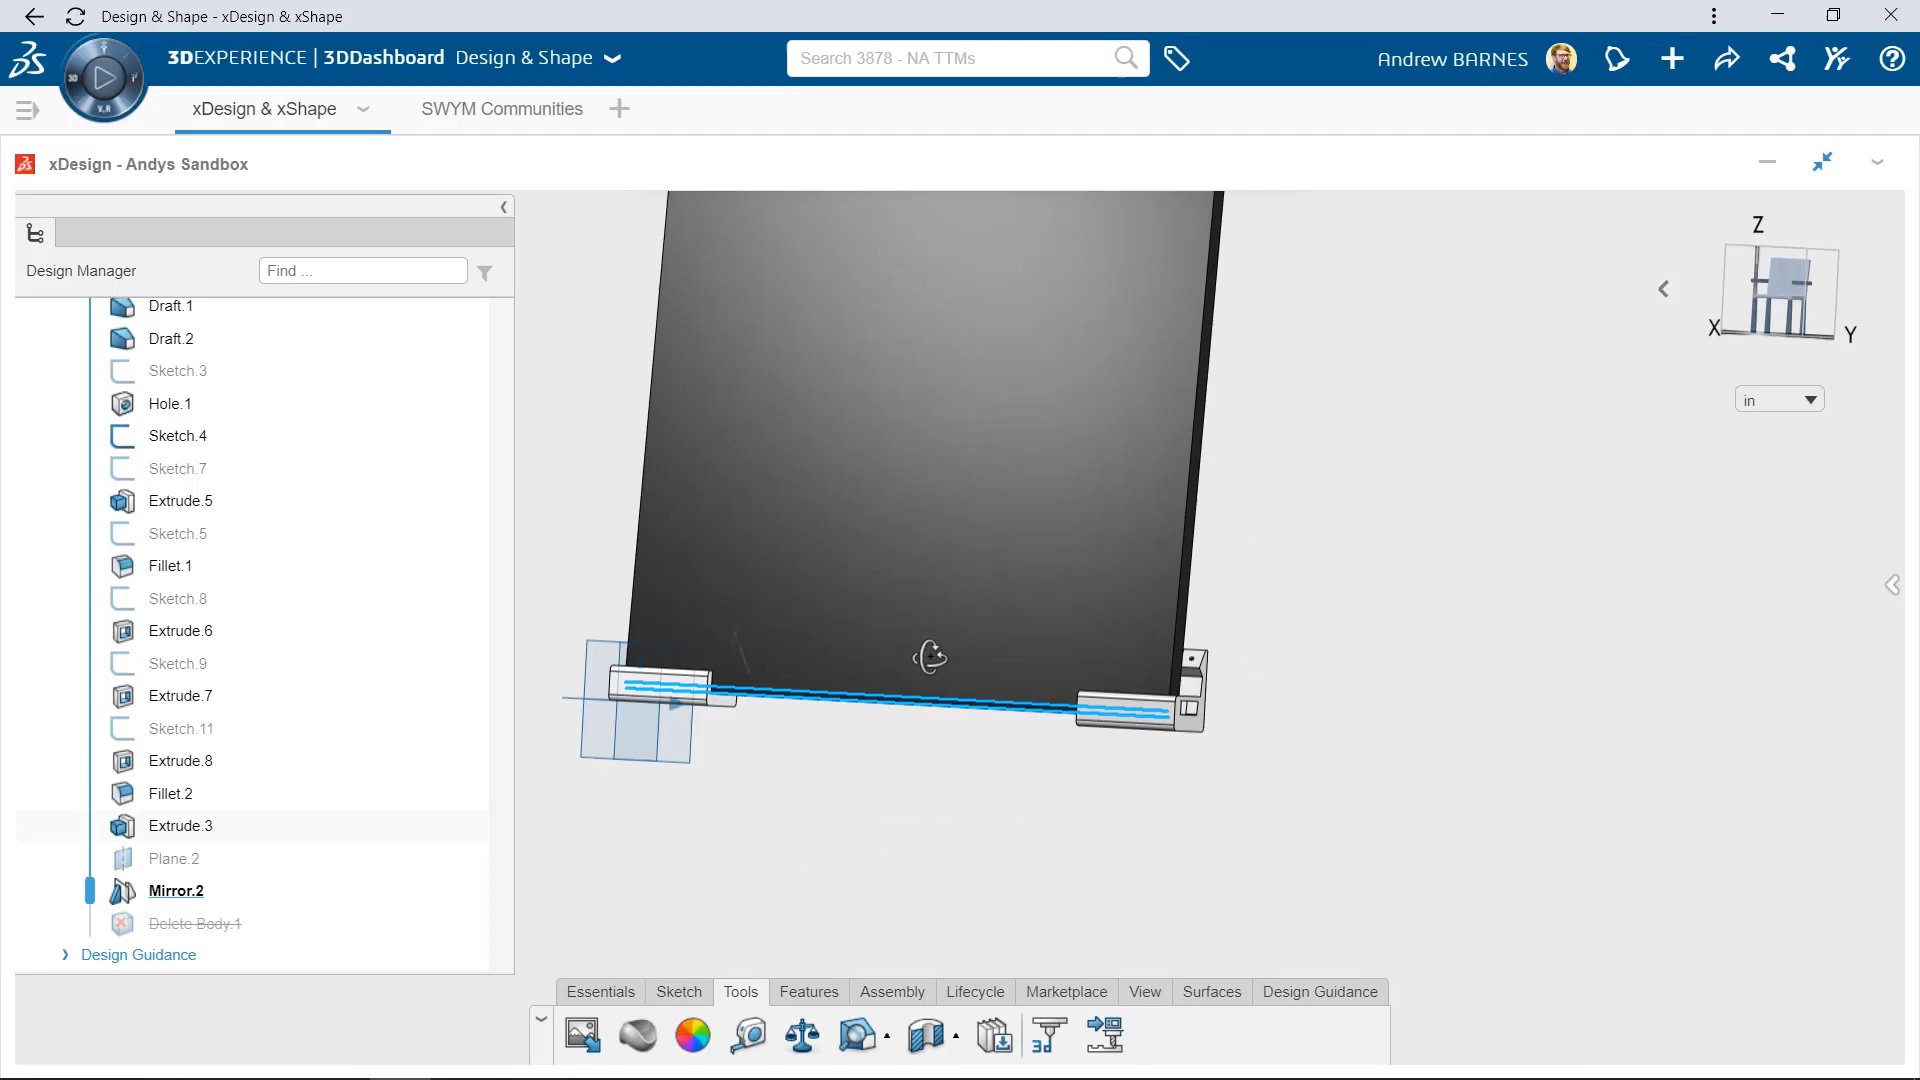 Design & Shape - xDesign & xShape
3DEXPERIENCE | 3DDashboard Design & Shape
Search 3878 - NA TTMs
Andrew BARNES
3D
V.R
xDesign & xShape
SWYM Communities
xDesign - Andys Sandbox
Design Manager
Find ...
Draft.1
Draft.2
Sketch.3
Hole.1
Sketch.4
Sketch.7
Extrude.5
Sketch.5
Fillet.1
Sketch.8
Extrude.6
Sketch.9
Extrude.7
Sketch.11
Extrude.8
Fillet.2
Extrude.3
Plane.2
Mirror.2
Delete Body.1
Design Guidance
Z
X
Y
in
Essentials
Sketch
Tools
Features
Assembly
Lifecycle
Marketplace
View
Surfaces
Design Guidance
3d